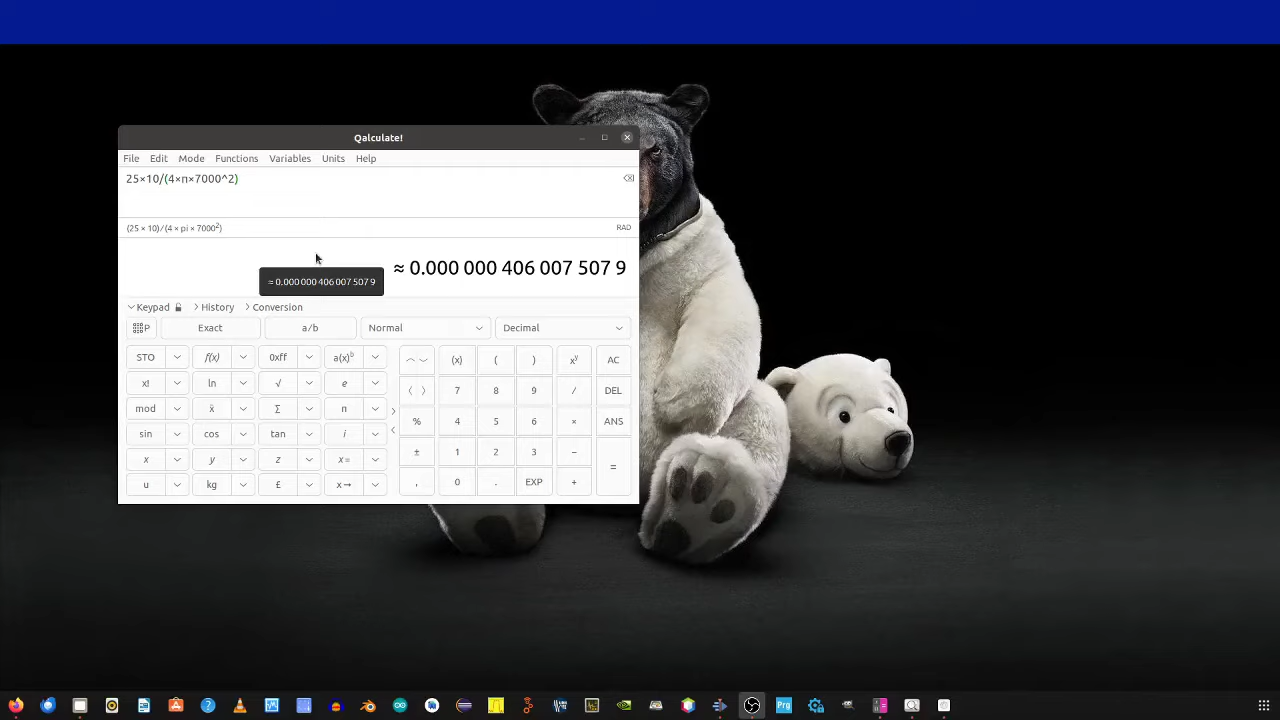 Qalculate!
File Edit Mode Functions Variables Units Help
25×10/(4×π×7000^2)
(25 × 10) ∕ (4 × pi × 7000²) RAD
≈ 0.000 000 406 007 507 9
≈ 0.000 000 406 007 507 9
Keypad History Conversion
P Exact a/b Normal Decimal
STO f(x) 0xff a(x)ᵇ (x) ( ) xʸ AC
x! ln √ e 7 8 9 / DEL
mod x̄ Σ π % 4 5 6 × ANS
sin cos tan i ± 1 2 3 − =
x y z x=
u kg £ x→ , 0 . EXP +
Prg